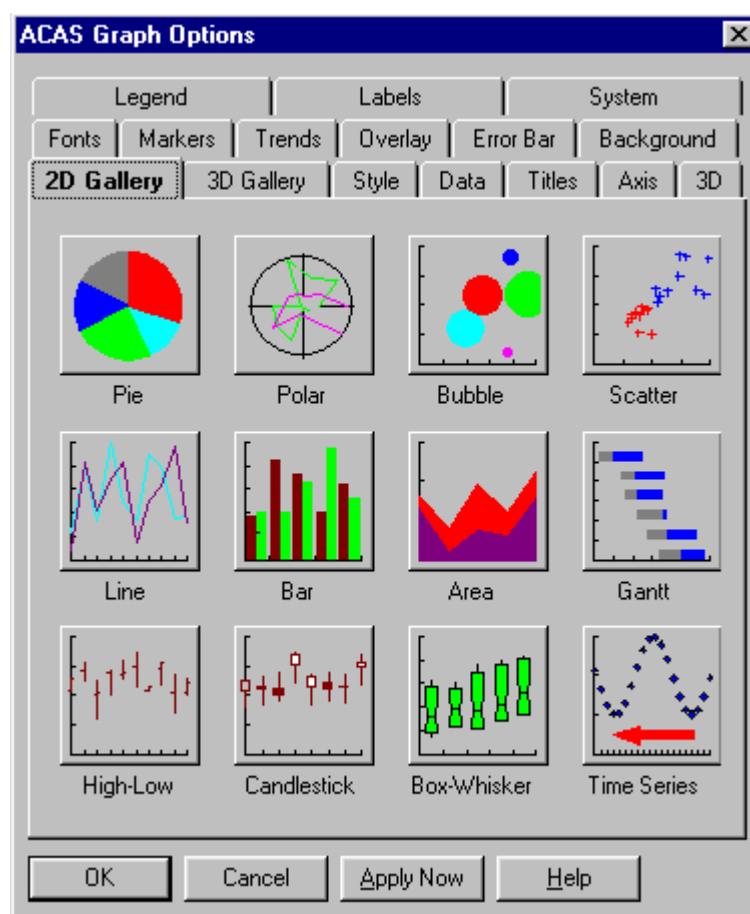 ACAS Graph Options
Legend Labels System
Fonts Markers Trends Overlay Error Bar Background
2D Gallery 3D Gallery Style Data Titles Axis 3D
Pie Polar Bubble Scatter
Line Bar Area Gantt
High-Low Candlestick Box-Whisker Time Series
OK Cancel Apply Now Help